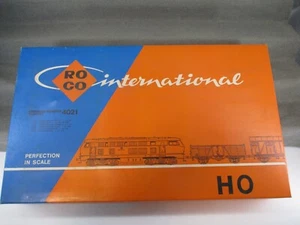 RO
CO
international
PERFECTION
IN SCALE
HO